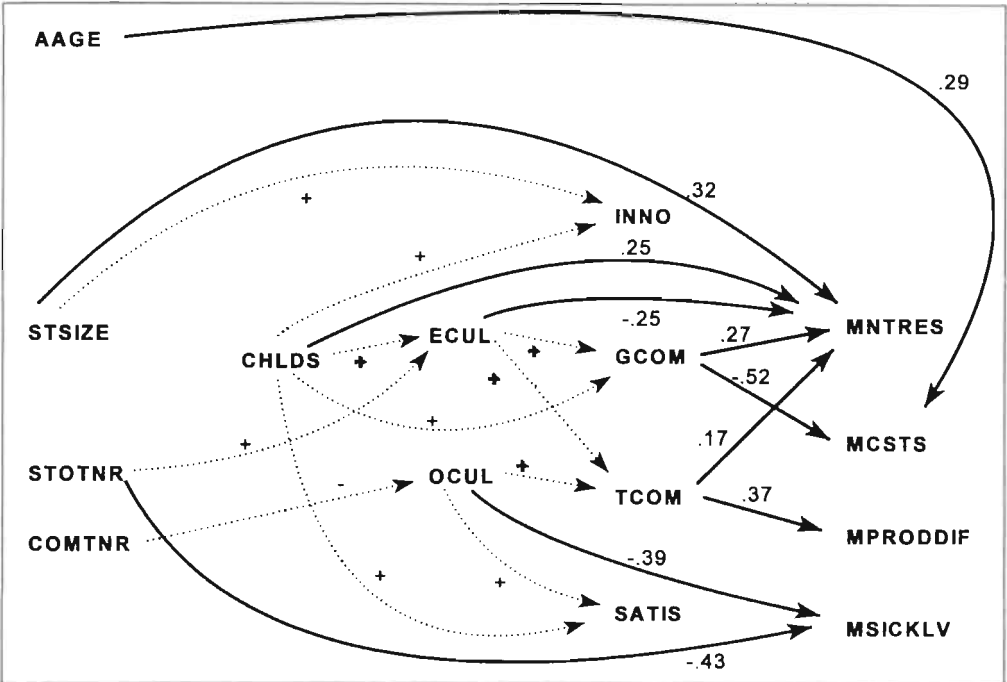 AAGE
.29
.32
+
INNO
+
.25
STSIZE
-.25
MNTRES
ECUL
.27
CHLDS
+
+
GCOM
+
-.52
+
+
.17
MCSTS
STOTNR
-
OCUL
+
TCOM
.37
COMTNR
MPRODDIF
-.39
+
+
SATIS
MSICKLV
-.43